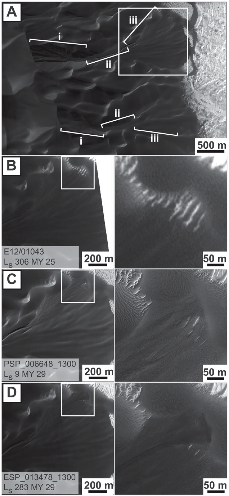 A
iii
i
ii
ii
i
iii
500 m
B
E12/01043
Ls 306 MY 25
200 m
50 m
C
PSP_006648_1300
Ls 9 MY 29
200 m
50 m
D
ESP_013478_1300
Ls 283 MY 29
200 m
50 m